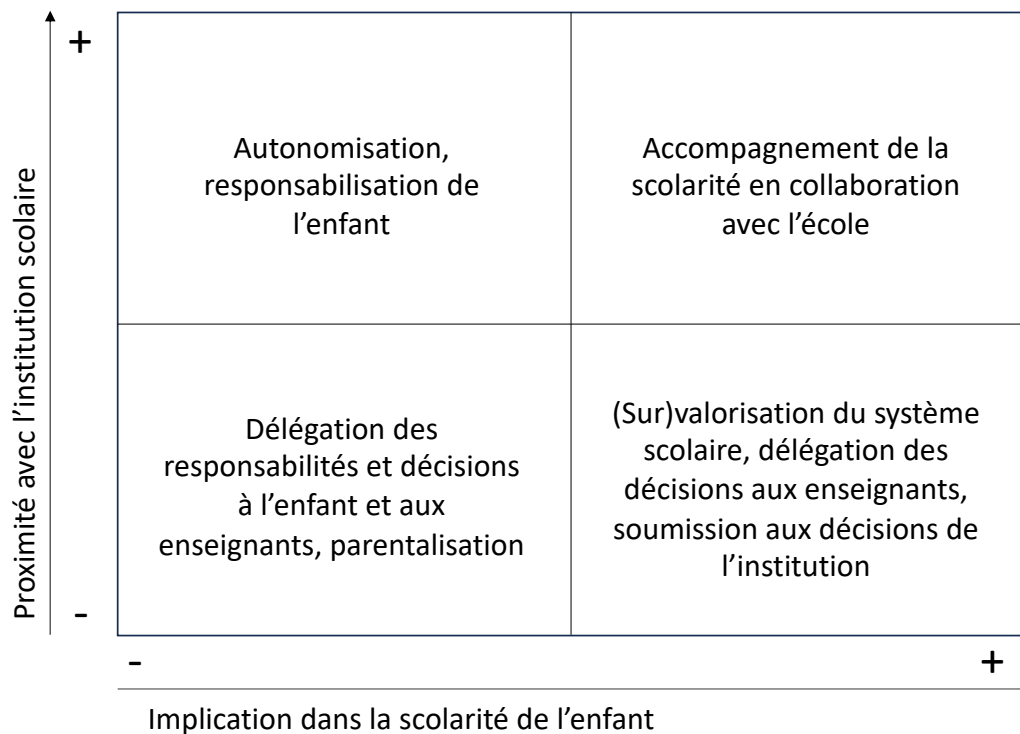 +
Proximité avec l’institution scolaire
-
Autonomisation,
responsabilisation de
l’enfant
Accompagnement de la
scolarité en collaboration
avec l’école
Délégation des
responsabilités et décisions
à l’enfant et aux
enseignants, parentalisation
(Sur)valorisation du système
scolaire, délégation des
décisions aux enseignants,
soumission aux décisions de
l’institution
-
+
Implication dans la scolarité de l’enfant